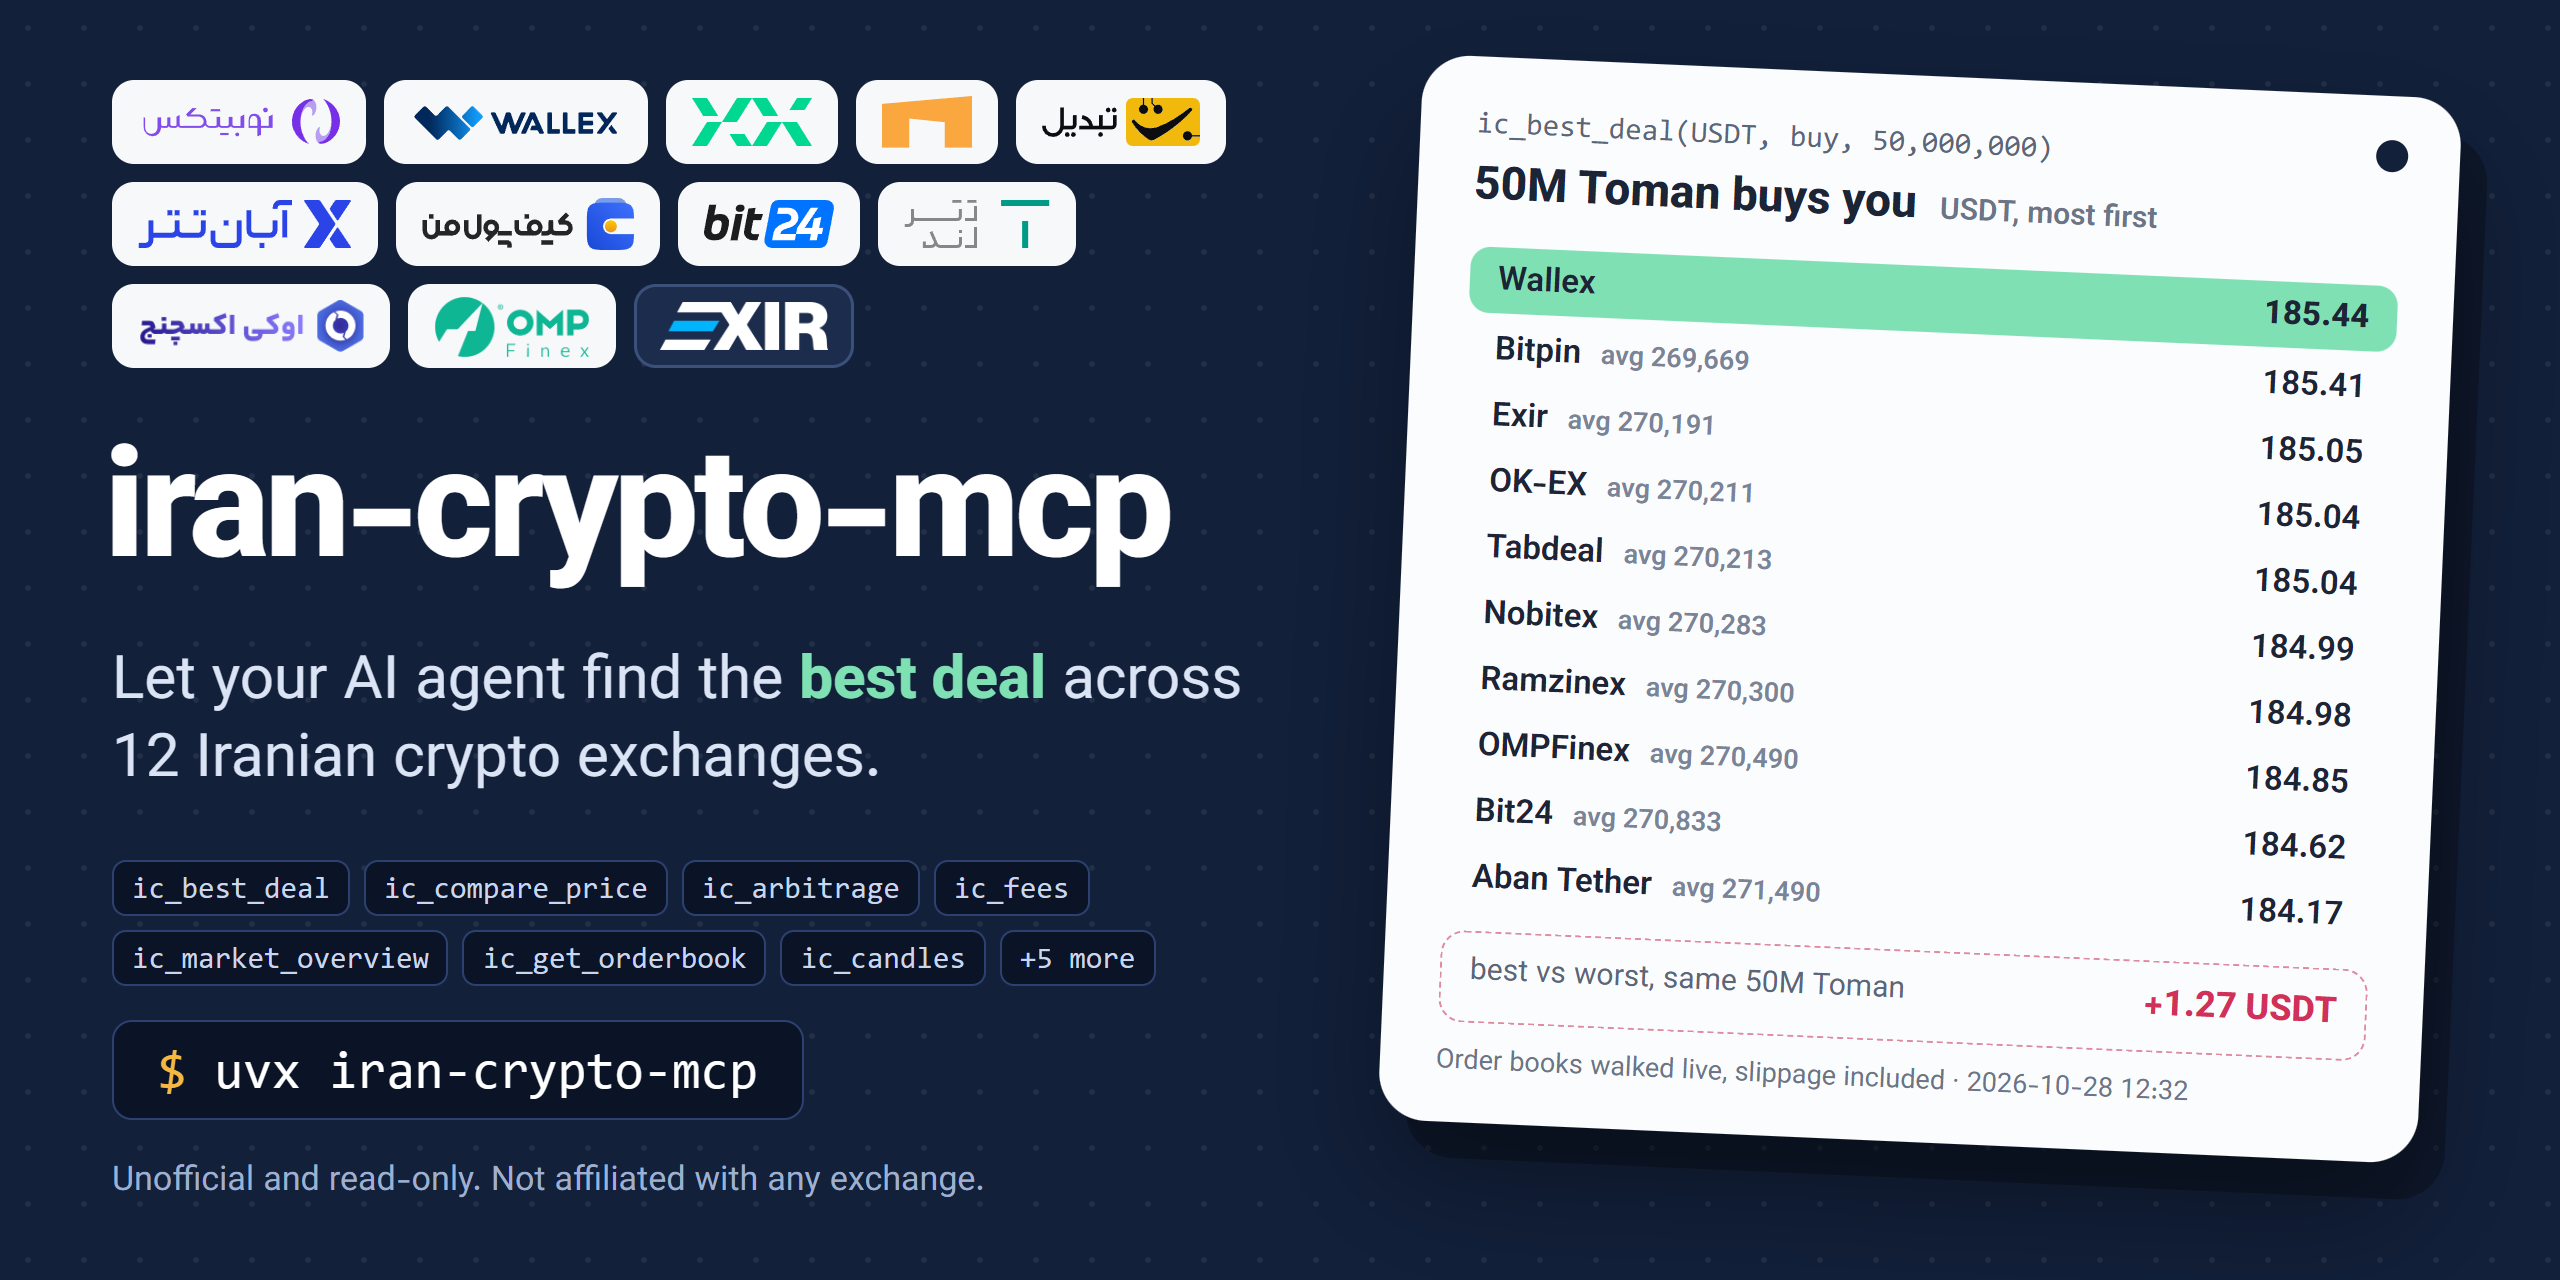 نوبیتکس
WALLEX
تبدیل
آبان‌تتر
کیف‌پول‌من
bit24
تتر
لند
اوکی اکسچنج
OMP
Finex
EXIR
iran-crypto-mcp
Let your AI agent find the best deal across
12 Iranian crypto exchanges.
ic_best_deal ic_compare_price ic_arbitrage ic_fees
ic_market_overview ic_get_orderbook ic_candles +5 more
$ uvx iran-crypto-mcp
Unofficial and read-only. Not affiliated with any exchange.
ic_best_deal(USDT, buy, 50,000,000)
50M Toman buys you USDT, most first
Wallex 185.44
Bitpin avg 269,669 185.41
Exir avg 270,191 185.05
OK-EX avg 270,211 185.04
Tabdeal avg 270,213 185.04
Nobitex avg 270,283 184.99
Ramzinex avg 270,300 184.98
OMPFinex avg 270,490 184.85
Bit24 avg 270,833 184.62
Aban Tether avg 271,490 184.17
best vs worst, same 50M Toman +1.27 USDT
Order books walked live, slippage included · 2026-10-28 12:32